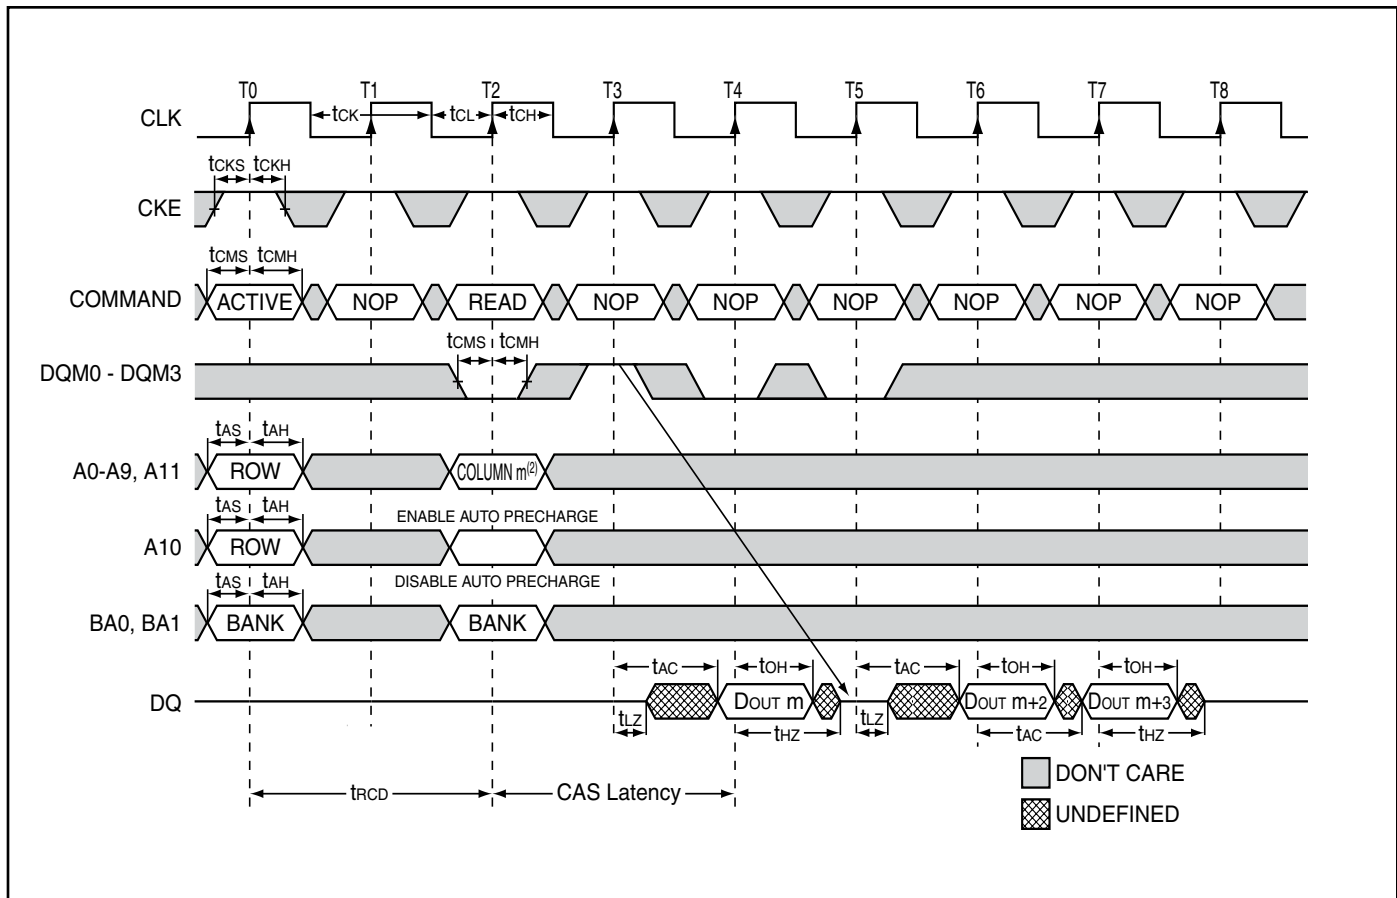 T0 T1 T2 T3 T4 T5 T6 T7 T8
CLK tCK tCL tCH
tCKS tCKH
CKE
tCMS tCMH
COMMAND ACTIVE NOP READ NOP NOP NOP NOP NOP NOP
tCMS tCMH
DQM0 - DQM3
tAS tAH
A0-A9, A11 ROW COLUMN m(2)
tAS tAH ENABLE AUTO PRECHARGE
A10 ROW
tAS tAH DISABLE AUTO PRECHARGE
BA0, BA1 BANK BANK
tAC tOH tAC tOH tOH
DQ DOUT m DOUT m+2 DOUT m+3
tLZ tHZ tLZ tAC tHZ
tRCD CAS Latency
DON'T CARE
UNDEFINED